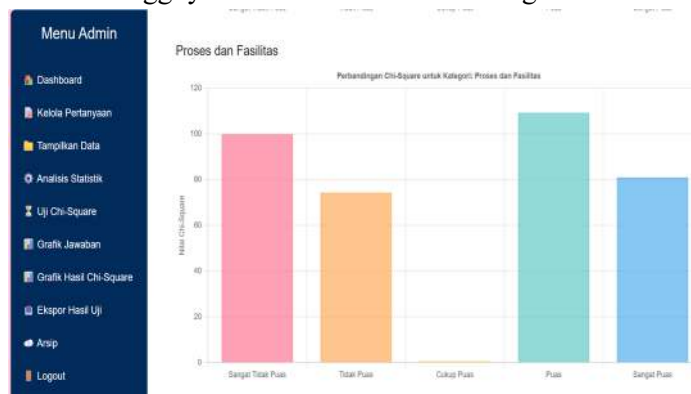 Menu Admin
Dashboard
Kelola Pertanyaan
Tampilkan Data
Analisis Statistik
Uji Chi-Square
Grafik Jawaban
Grafik Hasil Chi-Square
Ekspor Hasil Uji
Arsip
Logout
Proses dan Fasilitas
Perbandingan Chi-Square untuk Kategori: Proses dan Fasilitas
Nilai Chi-Square
120
100
80
60
40
20
0
Sangat Tidak Puas
Tidak Puas
Cukup Puas
Puas
Sangat Puas